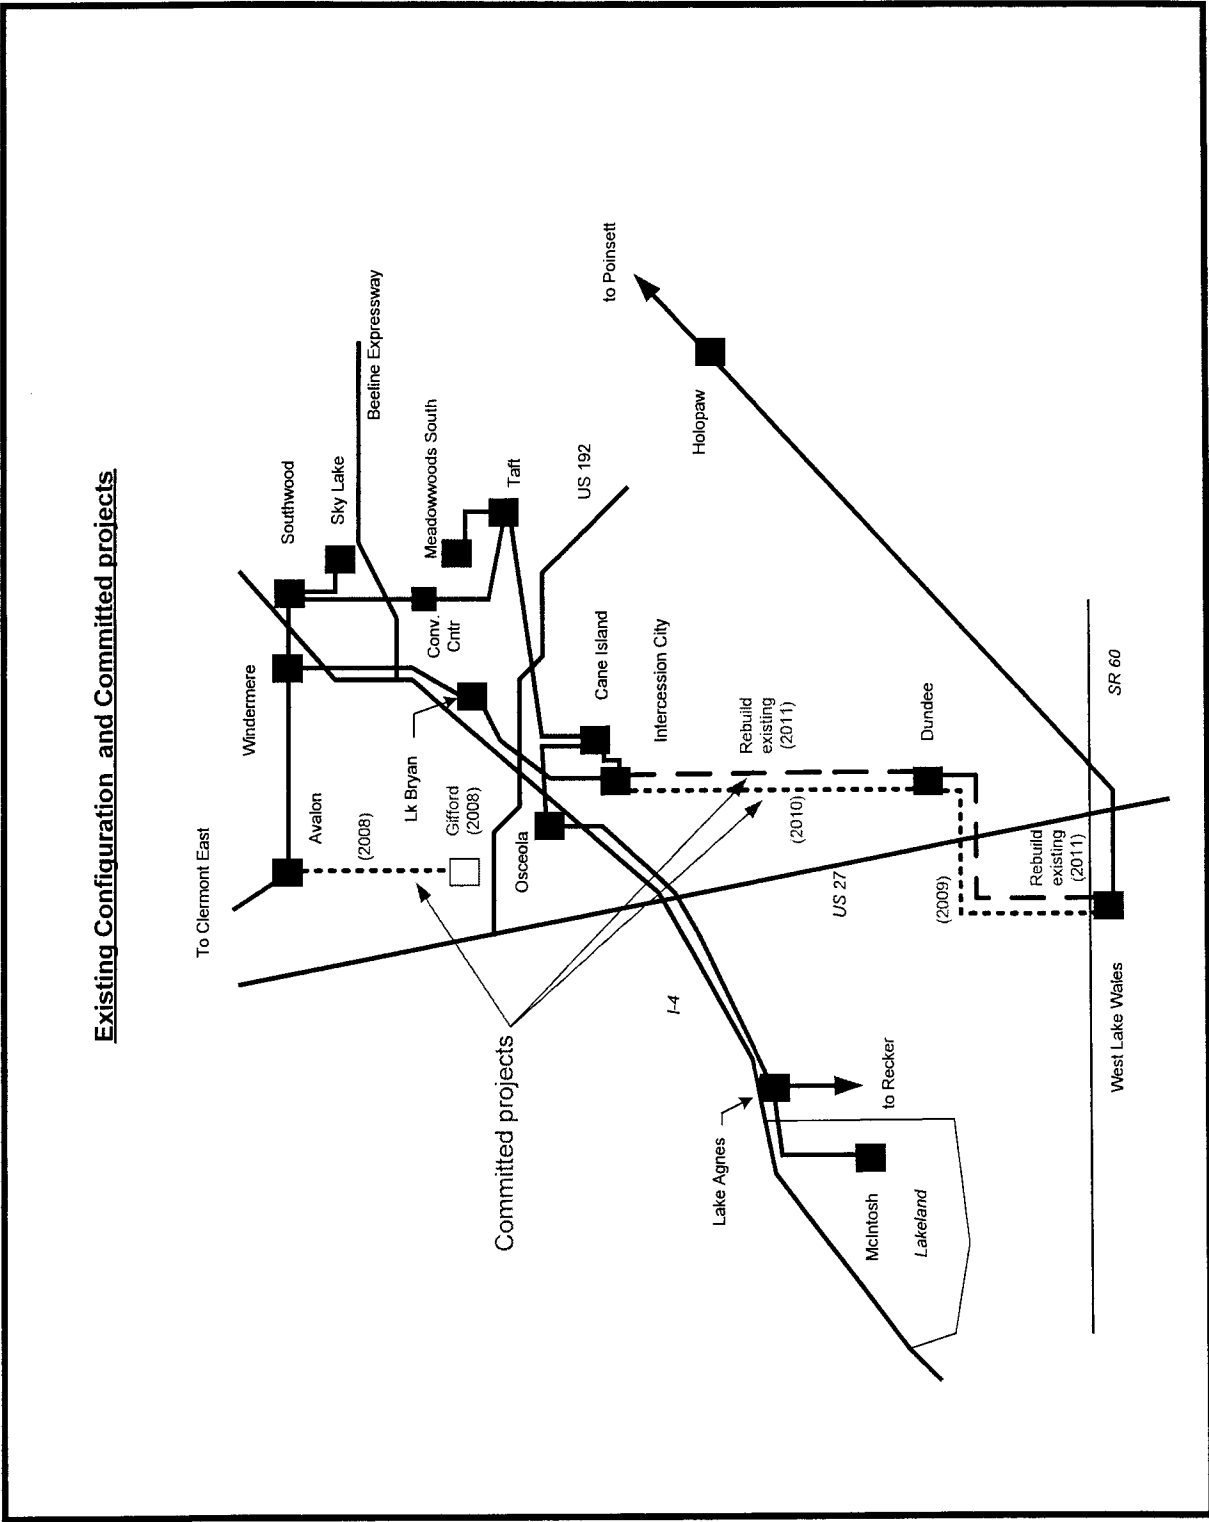 Existing Configuration and Committed projects
To Clermont East
Avalon
(2008)
Windermere
Southwood
Sky Lake
Beeline Expressway
Lk Bryan
Gifford
(2008)
Conv.
Cntr
Meadowwoods South
Taft
US 192
Osceola
Cane Island
Intercession City
to Poinsett
Holopaw
Committed projects
I-4
Rebuild
existing
(2011)
(2010)
US 27
Dundee
(2009)
Rebuild
existing
(2011)
Lake Agnes
to Recker
McIntosh
Lakeland
West Lake Wales
SR 60